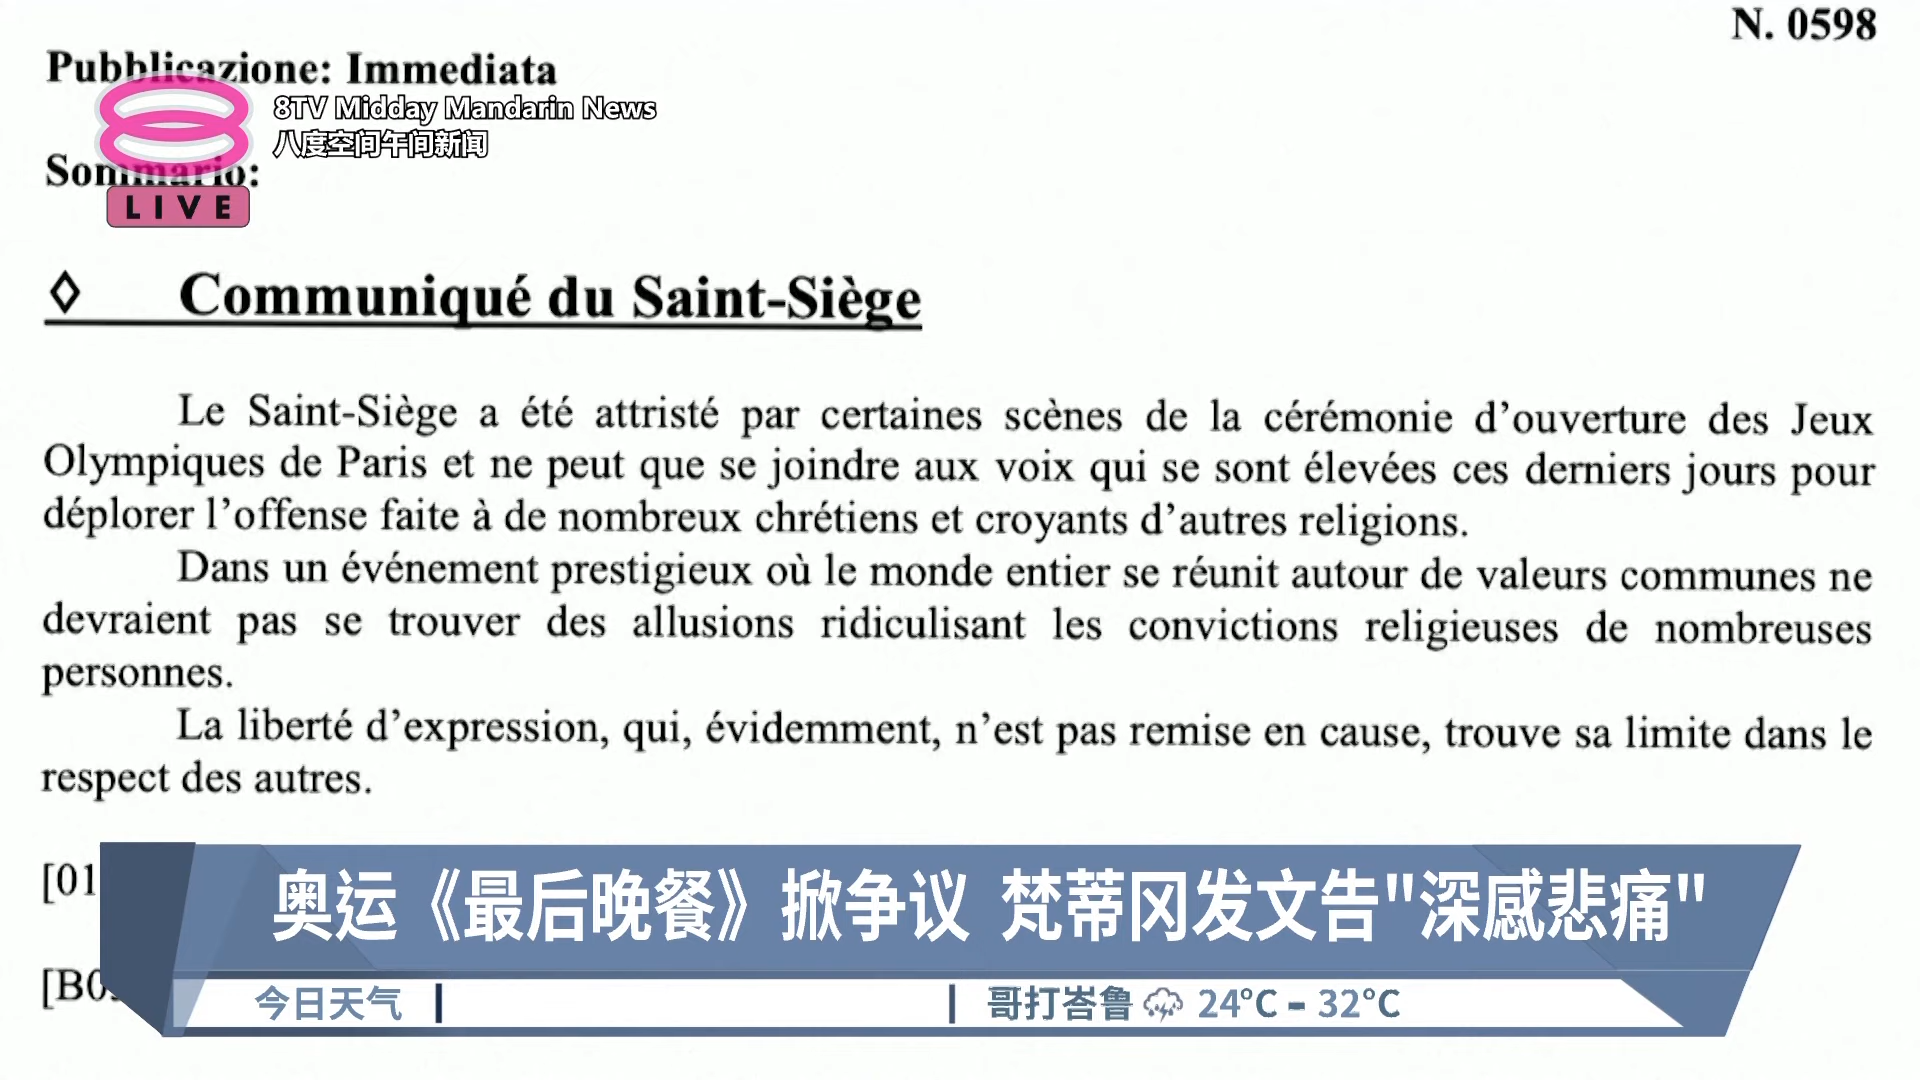 N. 0598
Pubblicazione: Immediata
8TV Midday Mandarin News
八度空间午间新闻
Sommario:
LIVE
◊ Communiqué du Saint-Siège
Le Saint-Siège a été attristé par certaines scènes de la cérémonie d’ouverture des Jeux
Olympiques de Paris et ne peut que se joindre aux voix qui se sont élevées ces derniers jours pour
déplorer l’offense faite à de nombreux chrétiens et croyants d’autres religions.
Dans un événement prestigieux où le monde entier se réunit autour de valeurs communes ne
devraient pas se trouver des allusions ridiculisant les convictions religieuses de nombreuses
personnes.
La liberté d’expression, qui, évidemment, n’est pas remise en cause, trouve sa limite dans le
respect des autres.
[01
奥运《最后晚餐》掀争议 梵蒂冈发文告"深感悲痛"
[B0
今日天气 | | 哥打峇鲁 24°C - 32°C